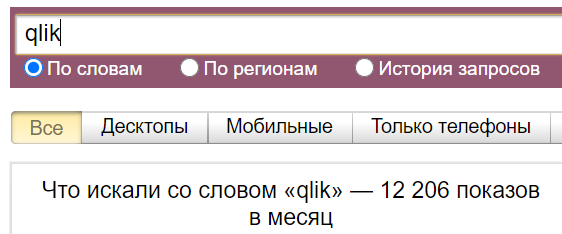 qlik
По словам По регионам История запросов
Все Десктопы Мобильные Только телефоны
Что искали со словом «qlik» — 12 206 показов
в месяц